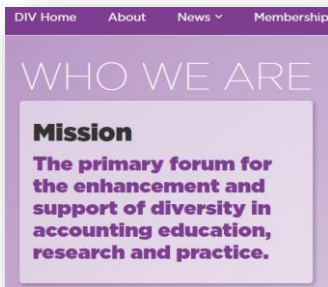 DIV Home About News Membership
WHO WE ARE
Mission
The primary forum for
the enhancement and
support of diversity in
accounting education,
research and practice.